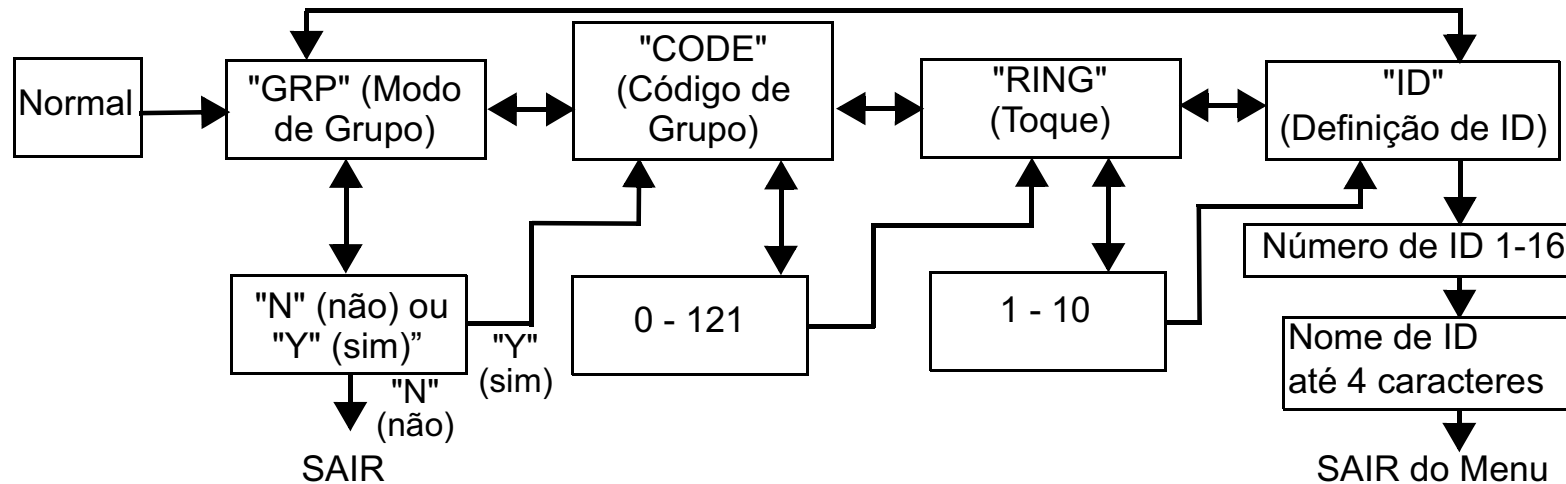 Normal
"GRP" (Modo
de Grupo)
"CODE"
(Código de
Grupo)
"RING"
(Toque)
"ID"
(Definição de ID)
"N" (não) ou
"Y" (sim)”
"Y"
(sim)
"N"
(não)
SAIR
0 - 121
1 - 10
Número de ID 1-16
Nome de ID
até 4 caracteres
SAIR do Menu